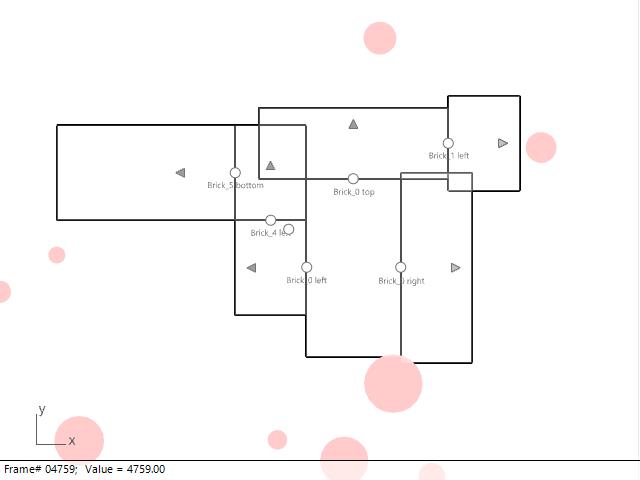 Brick_1 left
Brick_5 bottom
Brick_0 top
Brick_4 left
Brick_0 left
Brick_0 right
y
x
Frame# 04759; Value = 4759.00